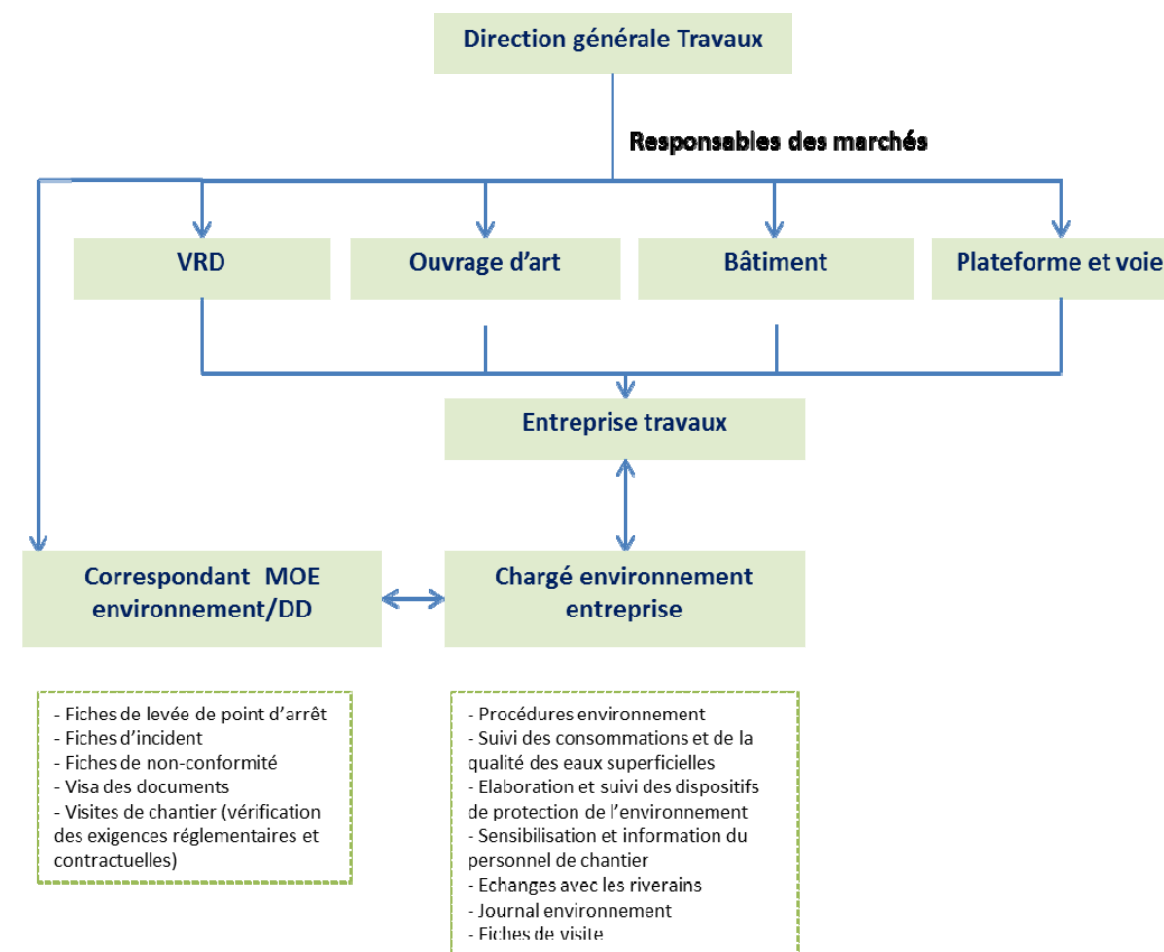 Direction générale Travaux
Responsables des marchés
VRD
Ouvrage d'art
Bâtiment
Plateforme et voie
Entreprise travaux
Correspondant MOE
environnement/DD
Chargé environnement
entreprise
- Fiches de levée de point d'arrêt
- Fiches d'incident
- Fiches de non-conformité
- Visa des documents
- Visites de chantier (vérification
des exigences réglementaires et
contractuelles)
- Procédures environnement
- Suivi des consommations et de la
qualité des eaux superficielles
- Elaboration et suivi des dispositifs
de protection de l'environnement
- Sensibilisation et information du
personnel de chantier
- Echanges avec les riverains
- Journal environnement
- Fiches de visite